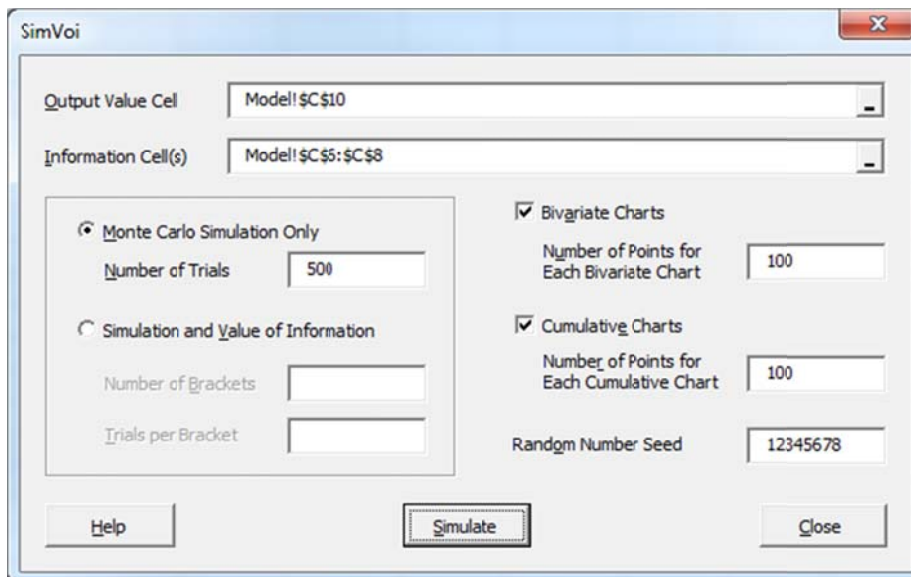 SimVoi
Output Value Cell
Model!$C$10
Information Cell(s)
Model!$C$5:$C$8
Monte Carlo Simulation Only
Number of Trials
500
Simulation and Value of Information
Number of Brackets
Trials per Bracket
Bivariate Charts
Number of Points for
Each Bivariate Chart
100
Cumulative Charts
Number of Points for
Each Cumulative Chart
100
Random Number Seed
12345678
Help
Simulate
Close